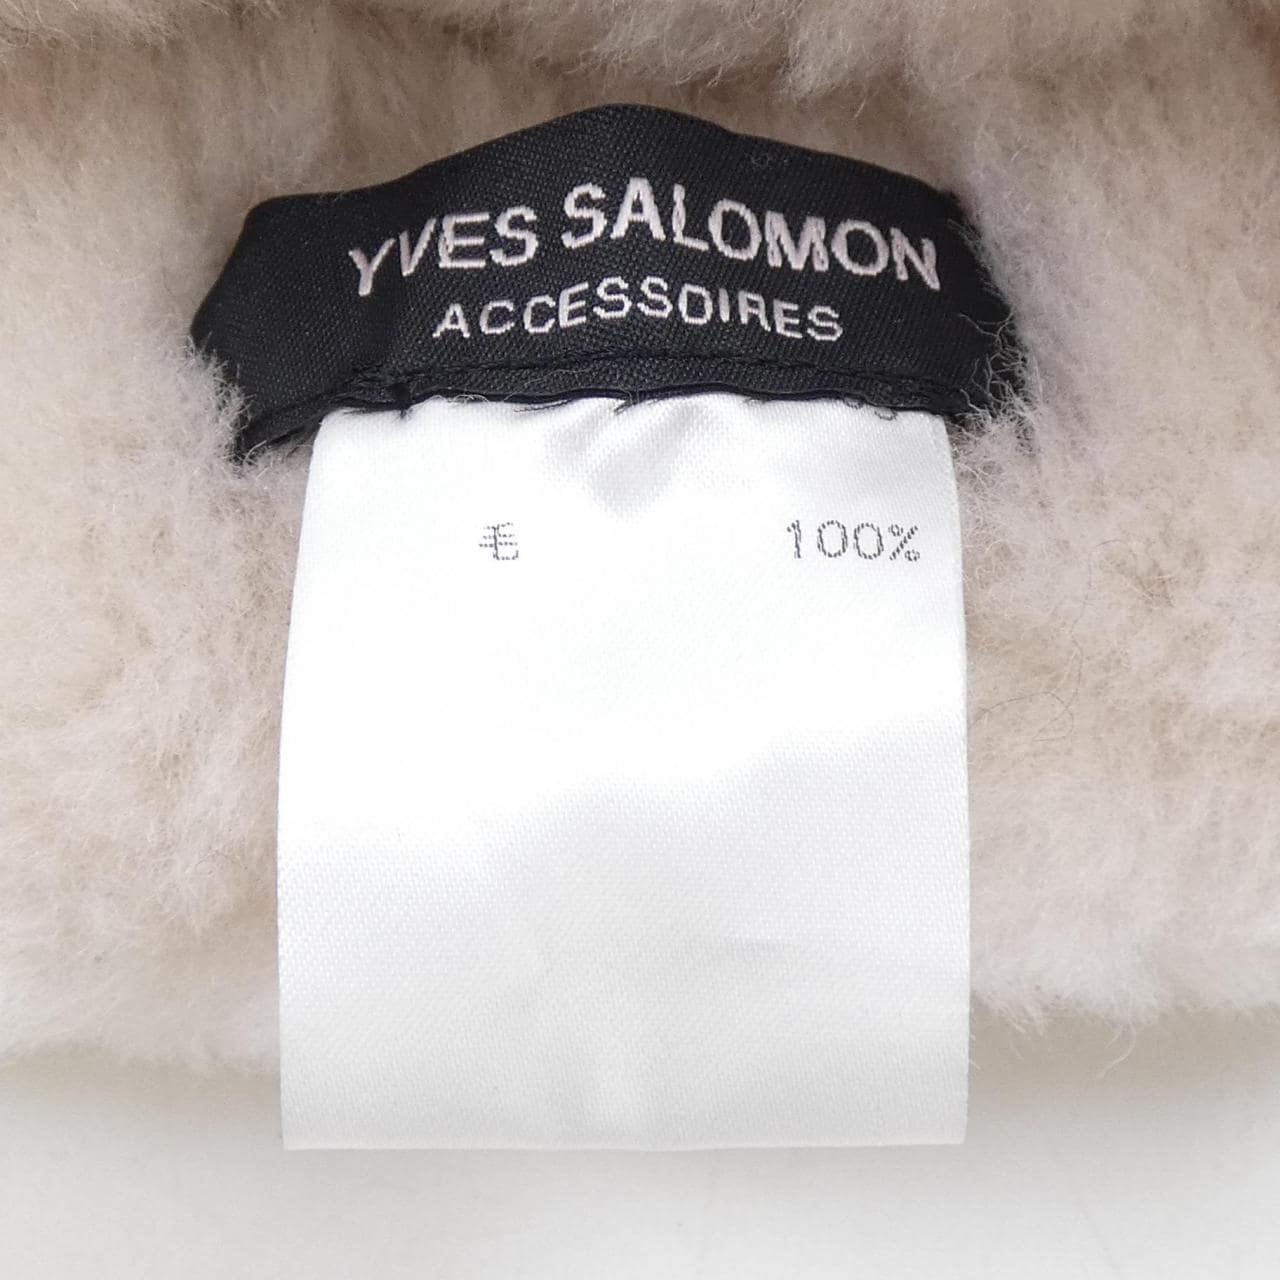 YVES SALOMON
ACCESSOIRES
毛 100%